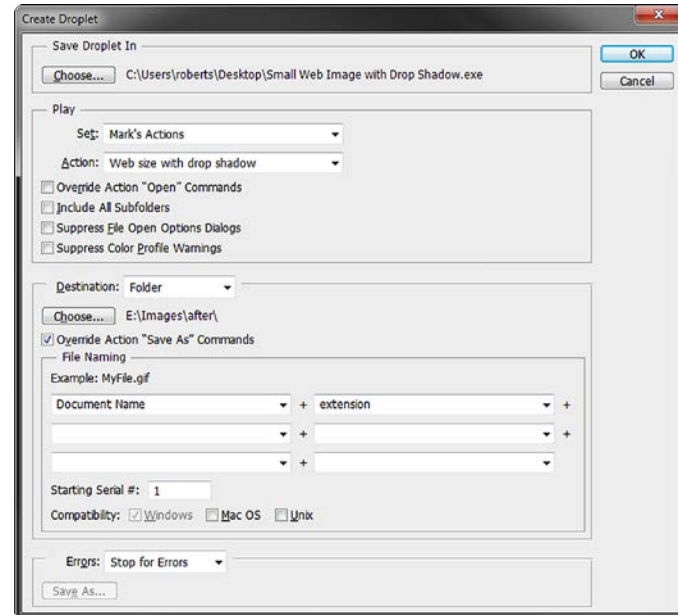 Create Droplet
Save Droplet In
Choose... C:\Users\roberts\Desktop\Small Web Image with Drop Shadow.exe
OK
Cancel
Play
Set: Mark's Actions
Action: Web size with drop shadow
Override Action "Open" Commands
Include All Subfolders
Suppress File Open Options Dialogs
Suppress Color Profile Warnings
Destination: Folder
Choose... E:\Images\after\
Override Action "Save As" Commands
File Naming
Example: MyFile.gif
Document Name + extension +
+ +
+
Starting Serial #: 1
Compatibility: Windows Mac OS Unix
Errors: Stop for Errors
Save As...